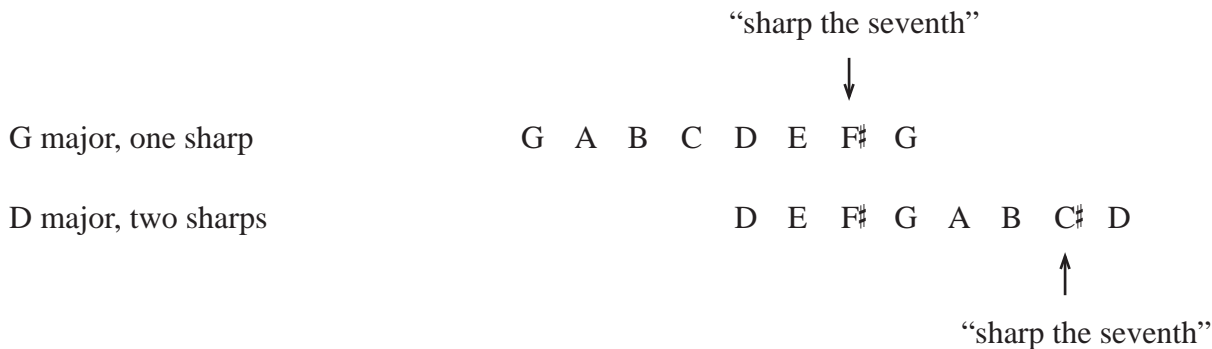 “sharp the seventh”
G major, one sharp G A B C D E F♯ G
D major, two sharps D E F♯ G A B C♯ D
“sharp the seventh”